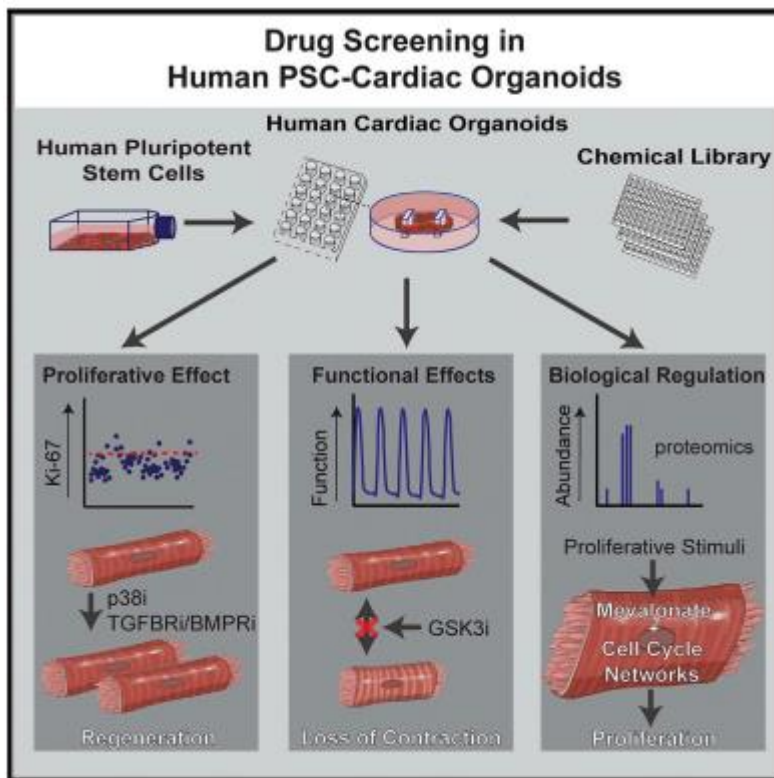 Drug Screening in
Human PSC-Cardiac Organoids
Human Cardiac Organoids
Human Pluripotent
Stem Cells
Chemical Library
Proliferative Effect
Ki-67
p38i
TGFBRi/BMPRi
Regeneration
Functional Effects
Function
GSK3i
Loss of Contraction
Biological Regulation
Abundance
proteomics
Proliferative Stimuli
Mevalonate
+
Cell Cycle
Networks
Proliferation